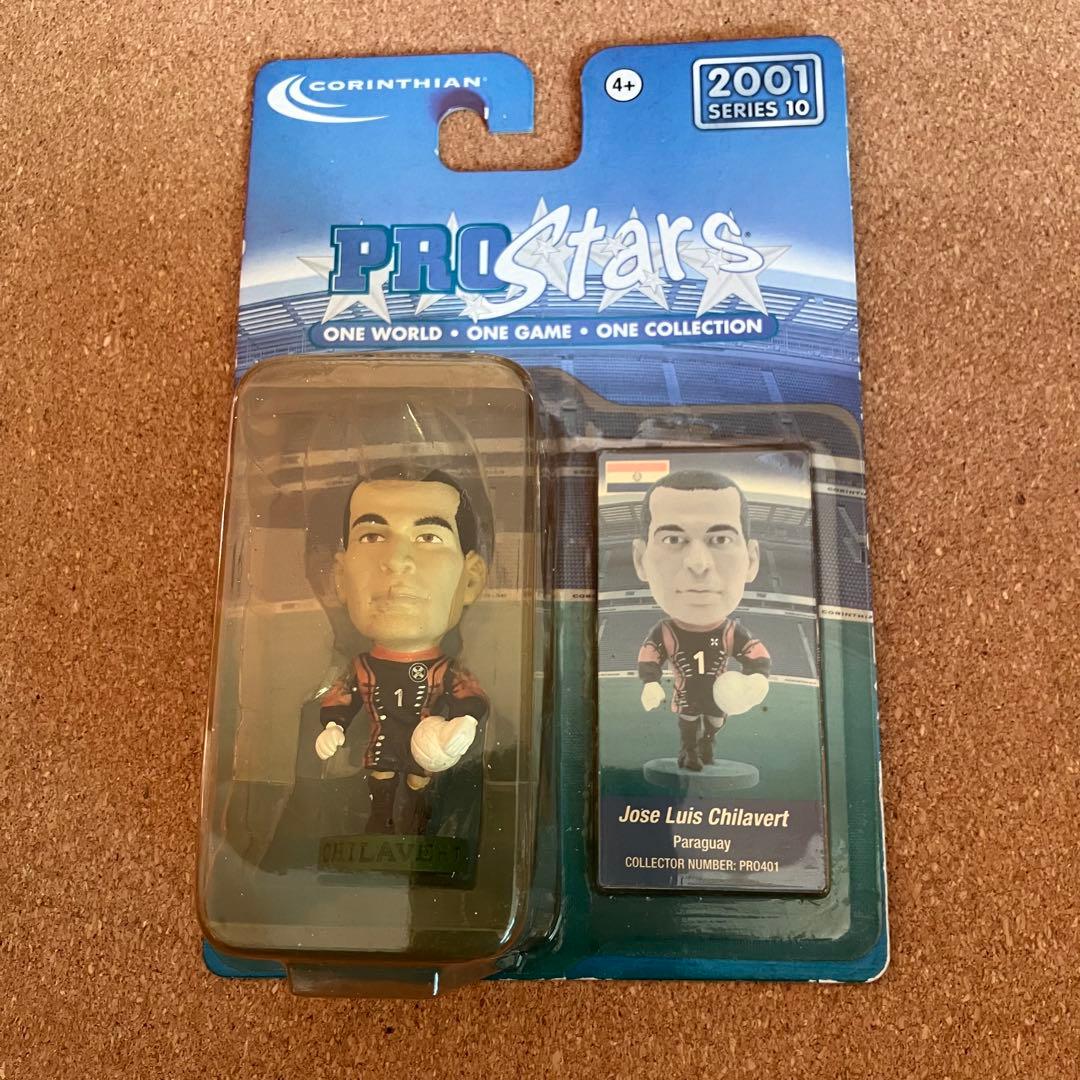 CORINTHIAN
4+
2001
SERIES 10
PROStars
ONE WORLD • ONE GAME • ONE COLLECTION
1
1
CHILAVERT
Jose Luis Chilavert
Paraguay
COLLECTOR NUMBER: PRO401